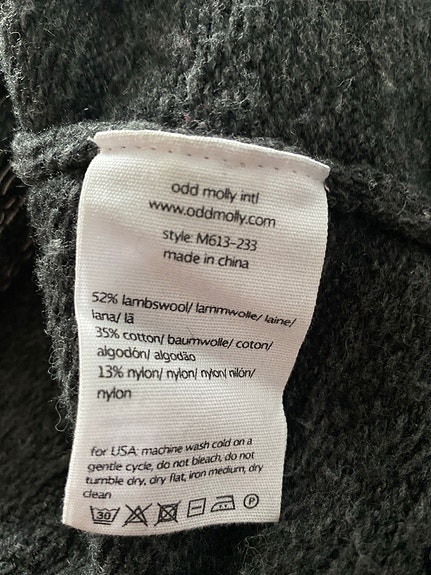 odd molly intl
www.oddmolly.com
style: M613-233
made in china
52% lambswool/ lammwolle/ laine/
lana/ lã
35% cotton/ baumwolle/ coton/
algodón/ algodão
13% nylon/ nylon/ nylon/ nilón/
nylon
for USA: machine wash cold on a
gentle cycle, do not bleach, do not
tumble dry, dry flat, iron medium, dry
clean
30 P